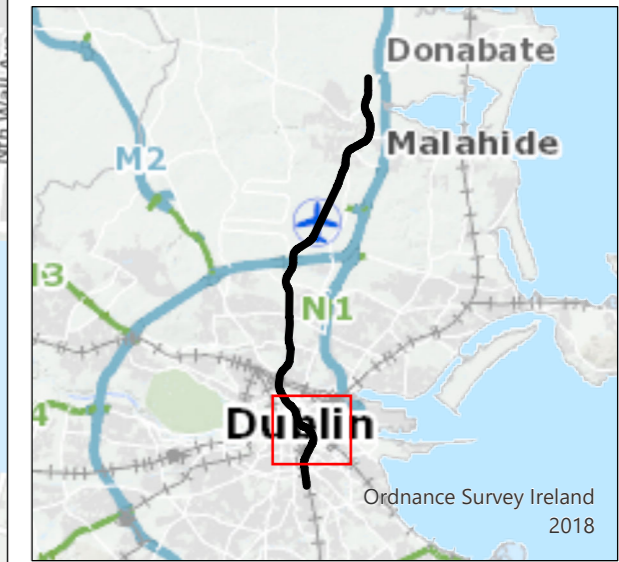 Donabate
Malahide
M2
N1
Dublin
Ordnance Survey Ireland
2018